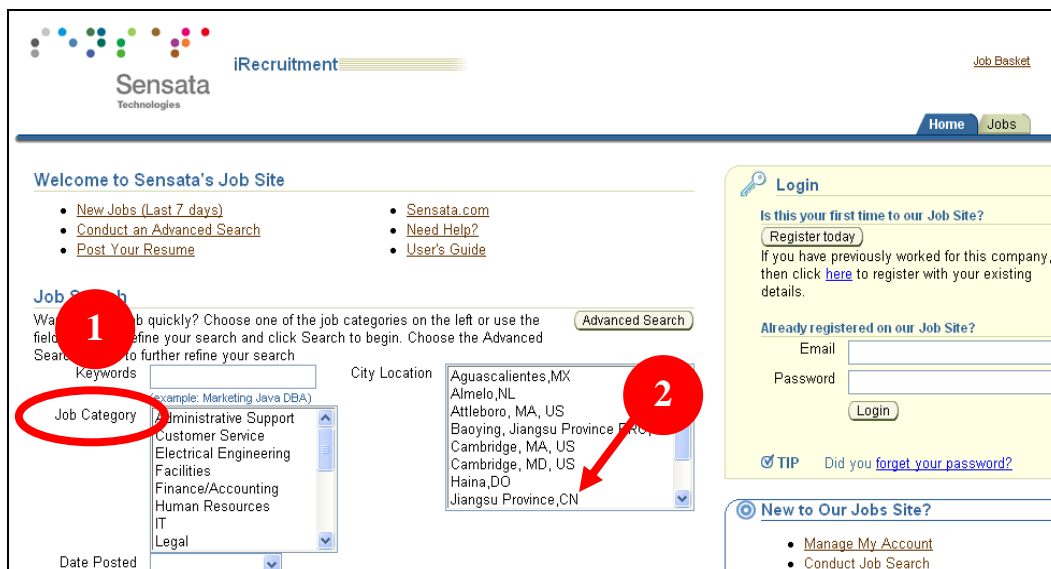 Sensata
Technologies
iRecruitment
Job Basket
Home
Jobs
Welcome to Sensata's Job Site
New Jobs (Last 7 days)
Conduct an Advanced Search
Post Your Resume
Sensata.com
Need Help?
User's Guide
Job
quickly? Choose one of the job categories on the left or use the
your search and click Search to begin. Choose the Advanced
to further refine your search
Advanced Search
1
Keywords
(example: Marketing Java DBA)
Job Category
Administrative Support
Customer Service
Electrical Engineering
Facilities
Finance/Accounting
Human Resources
IT
Legal
Date Posted
City Location
Aguascalientes,MX
Almelo,NL
Attleboro, MA, US
Baoying, Jiangsu Province
Cambridge, MA, US
Cambridge, MD, US
Haina,DO
Jiangsu Province,CN
2
Login
Is this your first time to our Job Site?
Register today
If you have previously worked for this company,
then click here to register with your existing
details.
Already registered on our Job Site?
Email
Password
Login
TIP Did you forget your password?
New to Our Jobs Site?
Manage My Account
Conduct Job Search